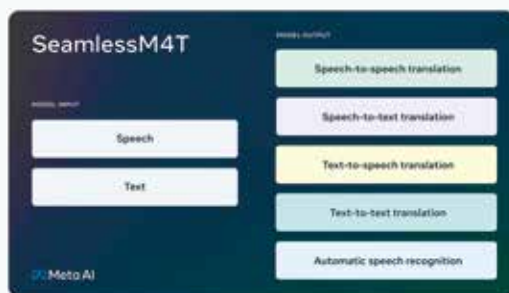 SeamlessM4T
MODEL INPUT
Speech
Text
Meta AI
MODEL OUTPUT
Speech-to-speech translation
Speech-to-text translation
Text-to-speech translation
Text-to-text translation
Automatic speech recognition